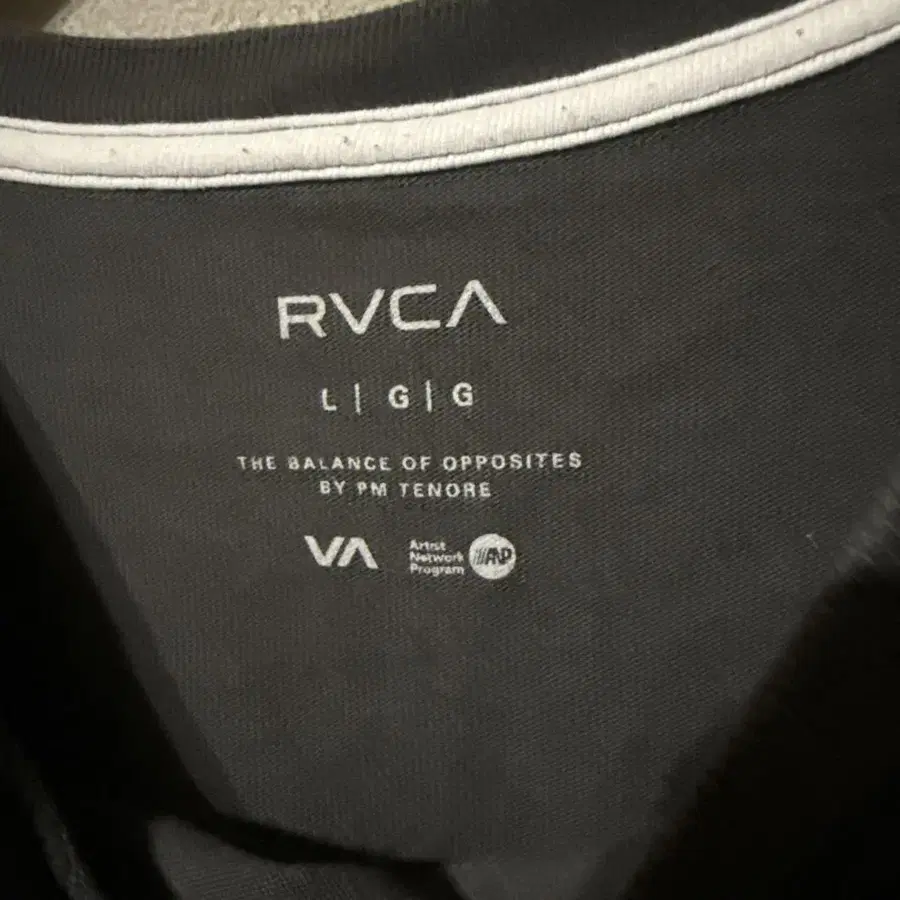 RVCA
L | G | G
THE BALANCE OF OPPOSITES
BY PM TENORE
VA
Artist
Network
Program
ANP